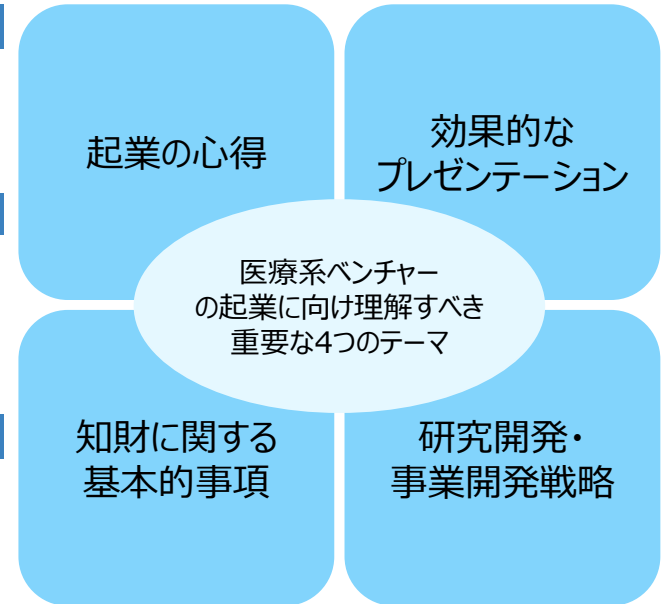 起業の心得
効果的な
プレゼンテーション
医療系ベンチャー
の起業に向け理解すべき
重要な4つのテーマ
知財に関する
基本的事項
研究開発・
事業開発戦略